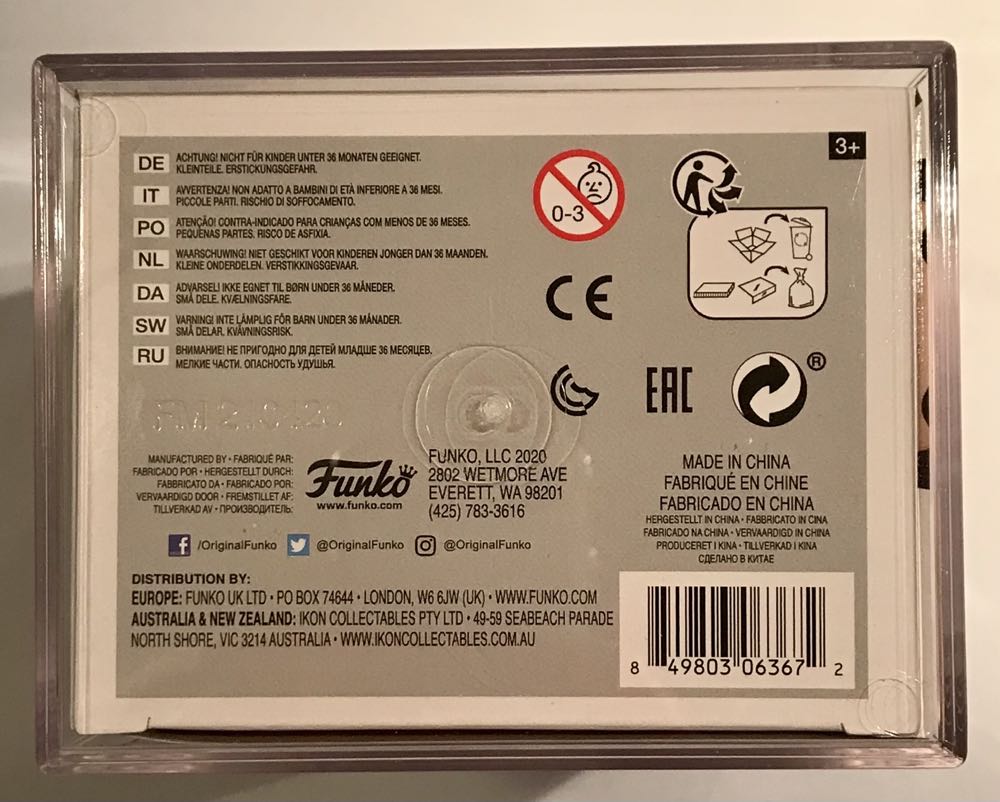 3+
DE ACHTUNG! NICHT FÜR KINDER UNTER 36 MONATEN GEEIGNET.
KLEINTEILE. ERSTICKUNGSGEFAHR.
IT AVVERTENZA! NON ADATTO A BAMBINI DI ETÀ INFERIORE A 36 MESI.
PICCOLE PARTI. RISCHIO DI SOFFOCAMENTO.
PO ATENÇÃO! CONTRA-INDICADO PARA CRIANÇAS COM MENOS DE 36 MESES.
PEQUENAS PARTES. RISCO DE ASFIXIA.
NL WAARSCHUWING! NIET GESCHIKT VOOR KINDEREN JONGER DAN 36 MAANDEN.
KLEINE ONDERDELEN. VERSTIKKINGSGEVAAR.
DA ADVARSEL! IKKE EGNET TIL BØRN UNDER 36 MÅNEDER.
SMÅ DELE. KVÆLNINGSFARE.
SW VARNING! INTE LÄMPLIG FÖR BARN UNDER 36 MÅNADER.
SMÅ DELAR. KVÄVNINGSRISK.
RU ВНИМАНИЕ! НЕ ПРИГОДНО ДЛЯ ДЕТЕЙ МЛАДШЕ 36 МЕСЯЦЕВ.
МЕЛКИЕ ЧАСТИ. ОПАСНОСТЬ УДУШЬЯ.
0-3
CE
EAC
®
MANUFACTURED BY • FABRIQUÉ PAR:
FABRICADO POR • HERGESTELLT DURCH:
FABBRICATO DA • FABRICADO POR:
VERVAARDIGD DOOR • FREMSTILLET AF:
TILLVERKAD AV • ПРОИЗВОДИТЕЛЬ:
Funko
www.funko.com
FUNKO, LLC 2020
2802 WETMORE AVE
EVERETT, WA 98201
(425) 783-3616
/OriginalFunko @OriginalFunko @OriginalFunko
MADE IN CHINA
FABRIQUÉ EN CHINE
FABRICADO EN CHINA
HERGESTELLT IN CHINA • FABBRICATO IN CINA
FABRICADO NA CHINA • VERVAARDIGD IN CHINA
PRODUCERET I KINA • TILLVERKAD I KINA
СДЕЛАНО В КИТАЕ
DISTRIBUTION BY:
EUROPE: FUNKO UK LTD • PO BOX 74644 • LONDON, W6 6JW (UK) • WWW.FUNKO.COM
AUSTRALIA & NEW ZEALAND: IKON COLLECTABLES PTY LTD • 49-59 SEABEACH PARADE
NORTH SHORE, VIC 3214 AUSTRALIA • WWW.IKONCOLLECTABLES.COM.AU
8 49803 06367 2